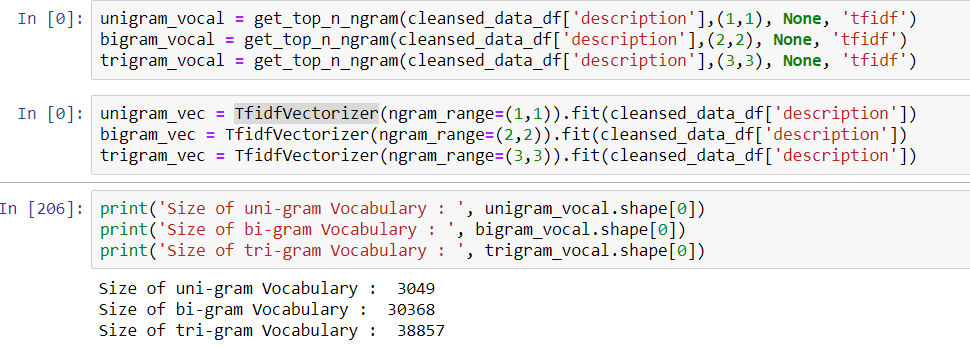 In [0]: unigram_vocal = get_top_n_ngram(cleansed_data_df['description'],(1,1), None, 'tfidf')
bigram_vocal = get_top_n_ngram(cleansed_data_df['description'],(2,2), None, 'tfidf')
trigram_vocal = get_top_n_ngram(cleansed_data_df['description'],(3,3), None, 'tfidf')
In [0]: unigram_vec = TfidfVectorizer(ngram_range=(1,1)).fit(cleansed_data_df['description'])
bigram_vec = TfidfVectorizer(ngram_range=(2,2)).fit(cleansed_data_df['description'])
trigram_vec = TfidfVectorizer(ngram_range=(3,3)).fit(cleansed_data_df['description'])
In [206]: print('Size of uni-gram Vocabulary : ', unigram_vocal.shape[0])
print('Size of bi-gram Vocabulary : ', bigram_vocal.shape[0])
print('Size of tri-gram Vocabulary : ', trigram_vocal.shape[0])
Size of uni-gram Vocabulary :  3049
Size of bi-gram Vocabulary :  30368
Size of tri-gram Vocabulary :  38857